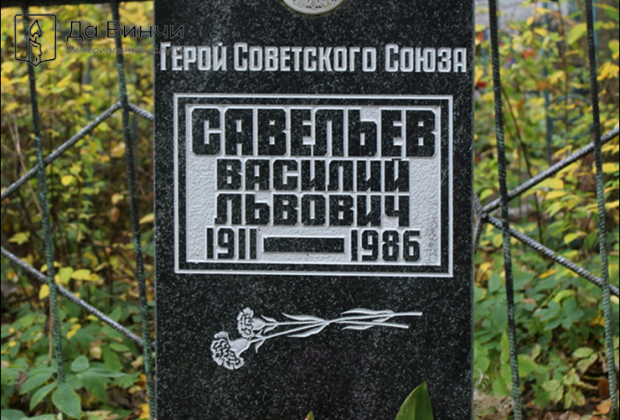 Да Винчи
Герой Советского Союза
САВЕЛЬЕВ
ВАСИЛИЙ
ЛЬВОВИЧ
1911 — 1986